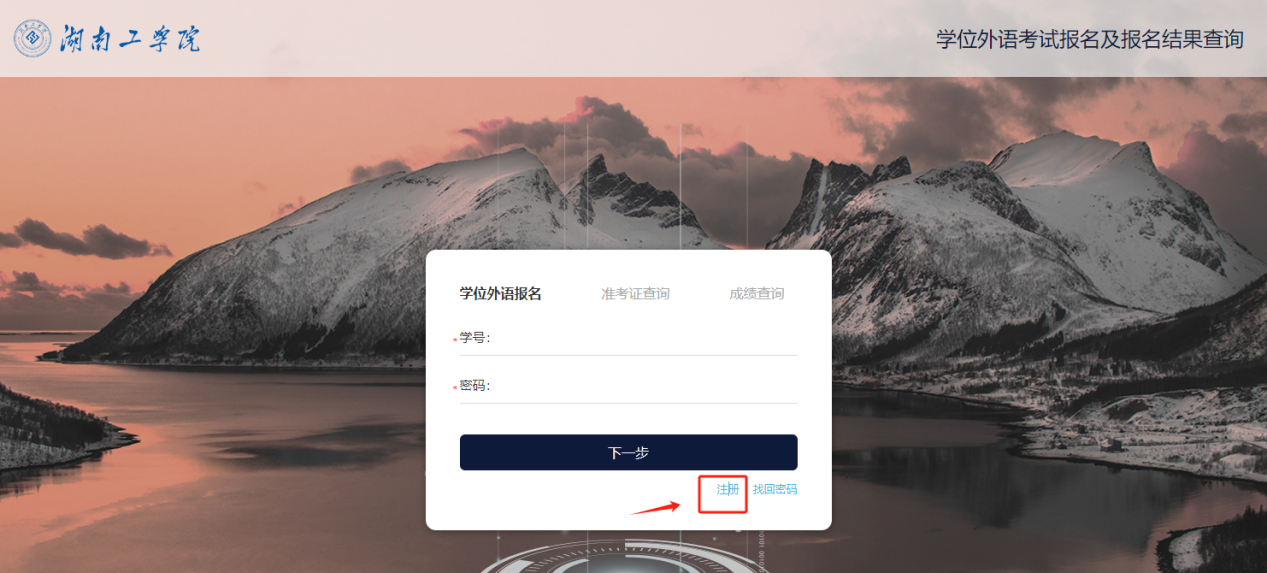 湖南工学院
学位外语考试报名及报名结果查询
学位外语报名 准考证查询 成绩查询
* 学号:
* 密码:
下一步
注册 找回密码